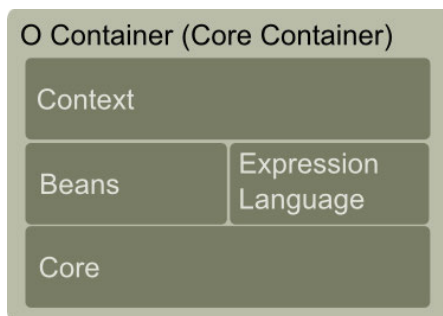 O Container (Core Container)
Context
Beans
Expression
Language
Core